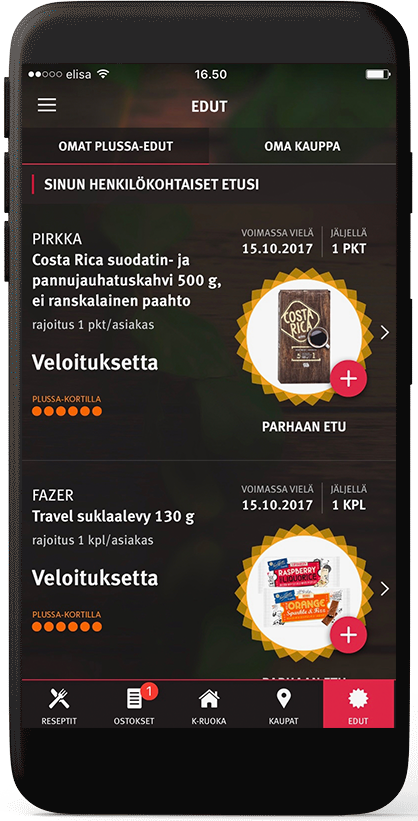 elisa 16.50
EDUT
OMAT PLUSSA-EDUT OMA KAUPPA
SINUN HENKILÖKOHTAISET ETUSI
VOIMASSA VIELÄ JÄLJELLÄ
15.10.2017 1 PKT
PIRKKA
Costa Rica suodatin- ja
pannujauhatuskahvi 500 g,
ei ranskalainen paahto
rajoitus 1 pkt/asiakas
Veloituksetta
PLUSSA-KORTILLA
COSTA
RICA
PARHAAN ETU
VOIMASSA VIELÄ JÄLJELLÄ
15.10.2017 1 KPL
FAZER
Travel suklaalevy 130 g
rajoitus 1 kpl/asiakas
Veloituksetta
PLUSSA-KORTILLA
RASPBERRY
LIQUORICE
ORANGE
PARHAAN ETU
1
RESEPTIT OSTOKSET K-RUOKA KAUPAT EDUT